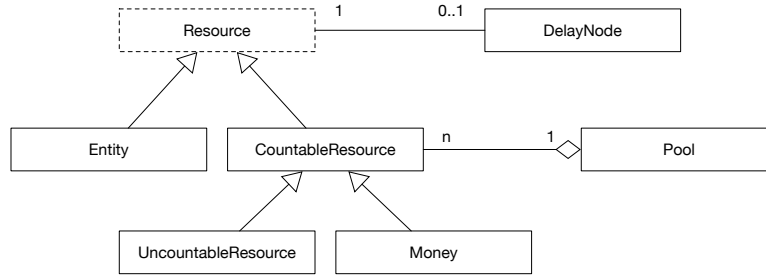 Resource
1
0..1
DelayNode
Entity
CountableResource
n
1
Pool
UncountableResource
Money